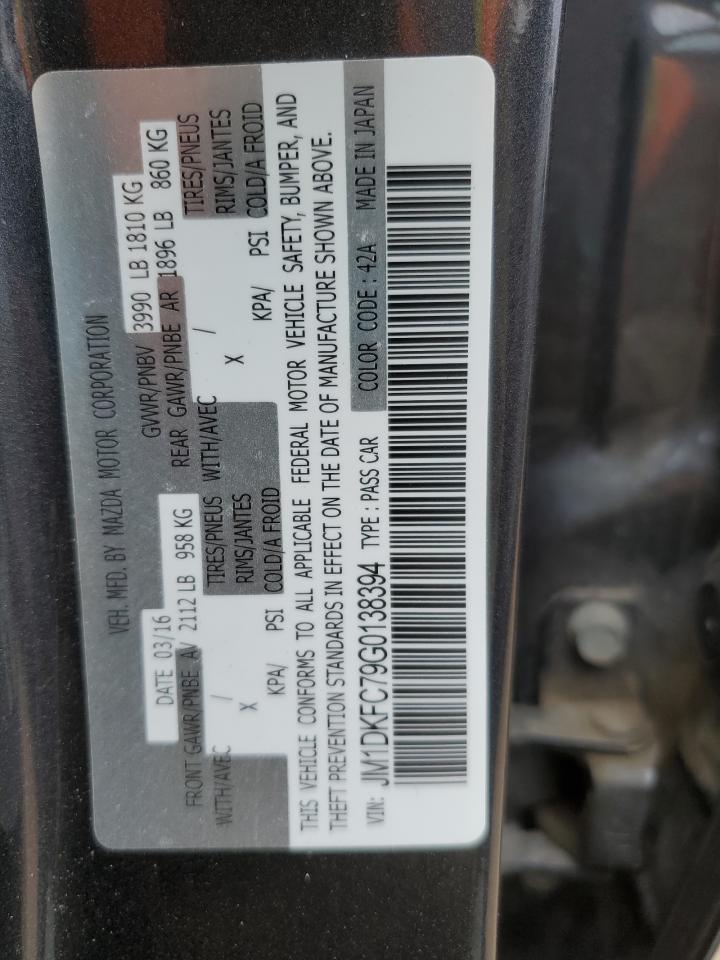 VEH. MFD. BY MAZDA MOTOR CORPORATION
DATE 03/16 GVWR/PNBV 3990 LB 1810 KG
FRONT GAWR/PNBE AV 2112 LB 958 KG REAR GAWR/PNBE AR 1896 LB 860 KG
WITH/AVEC / TIRES/PNEUS WITH/AVEC / TIRES/PNEUS
X RIMS/JANTES X RIMS/JANTES
KPA/ PSI COLD/A FROID KPA/ PSI COLD/A FROID
THIS VEHICLE CONFORMS TO ALL APPLICABLE FEDERAL MOTOR VEHICLE SAFETY, BUMPER, AND
THEFT PREVENTION STANDARDS IN EFFECT ON THE DATE OF MANUFACTURE SHOWN ABOVE.
VIN: JM1DKFC79G0138394 TYPE : PASS CAR COLOR CODE : 42A MADE IN JAPAN